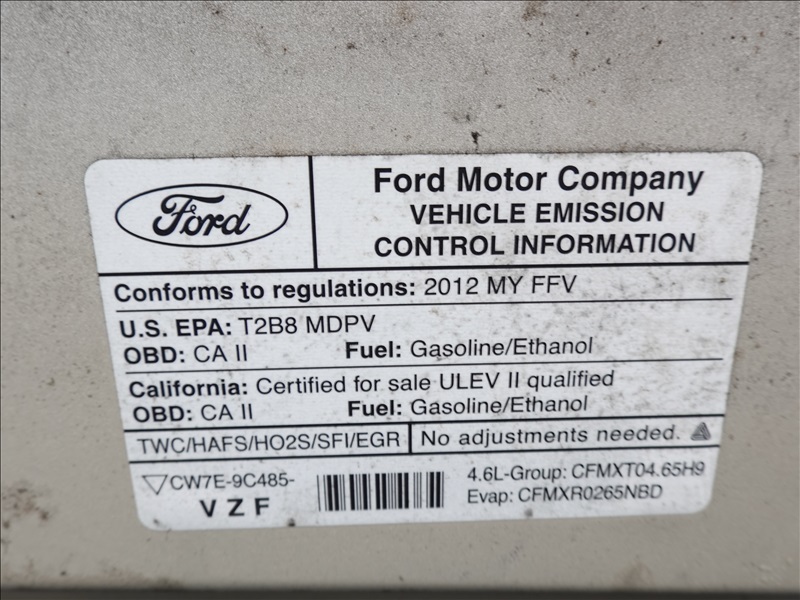 Ford
Ford Motor Company
VEHICLE EMISSION
CONTROL INFORMATION
Conforms to regulations: 2012 MY FFV
U.S. EPA: T2B8 MDPV
OBD: CA II Fuel: Gasoline/Ethanol
California: Certified for sale ULEV II qualified
OBD: CA II Fuel: Gasoline/Ethanol
TWC/HAFS/HO2S/SFI/EGR No adjustments needed.
CW7E-9C485- 4.6L-Group: CFMXT04.65H9
V Z F Evap: CFMXR0265NBD